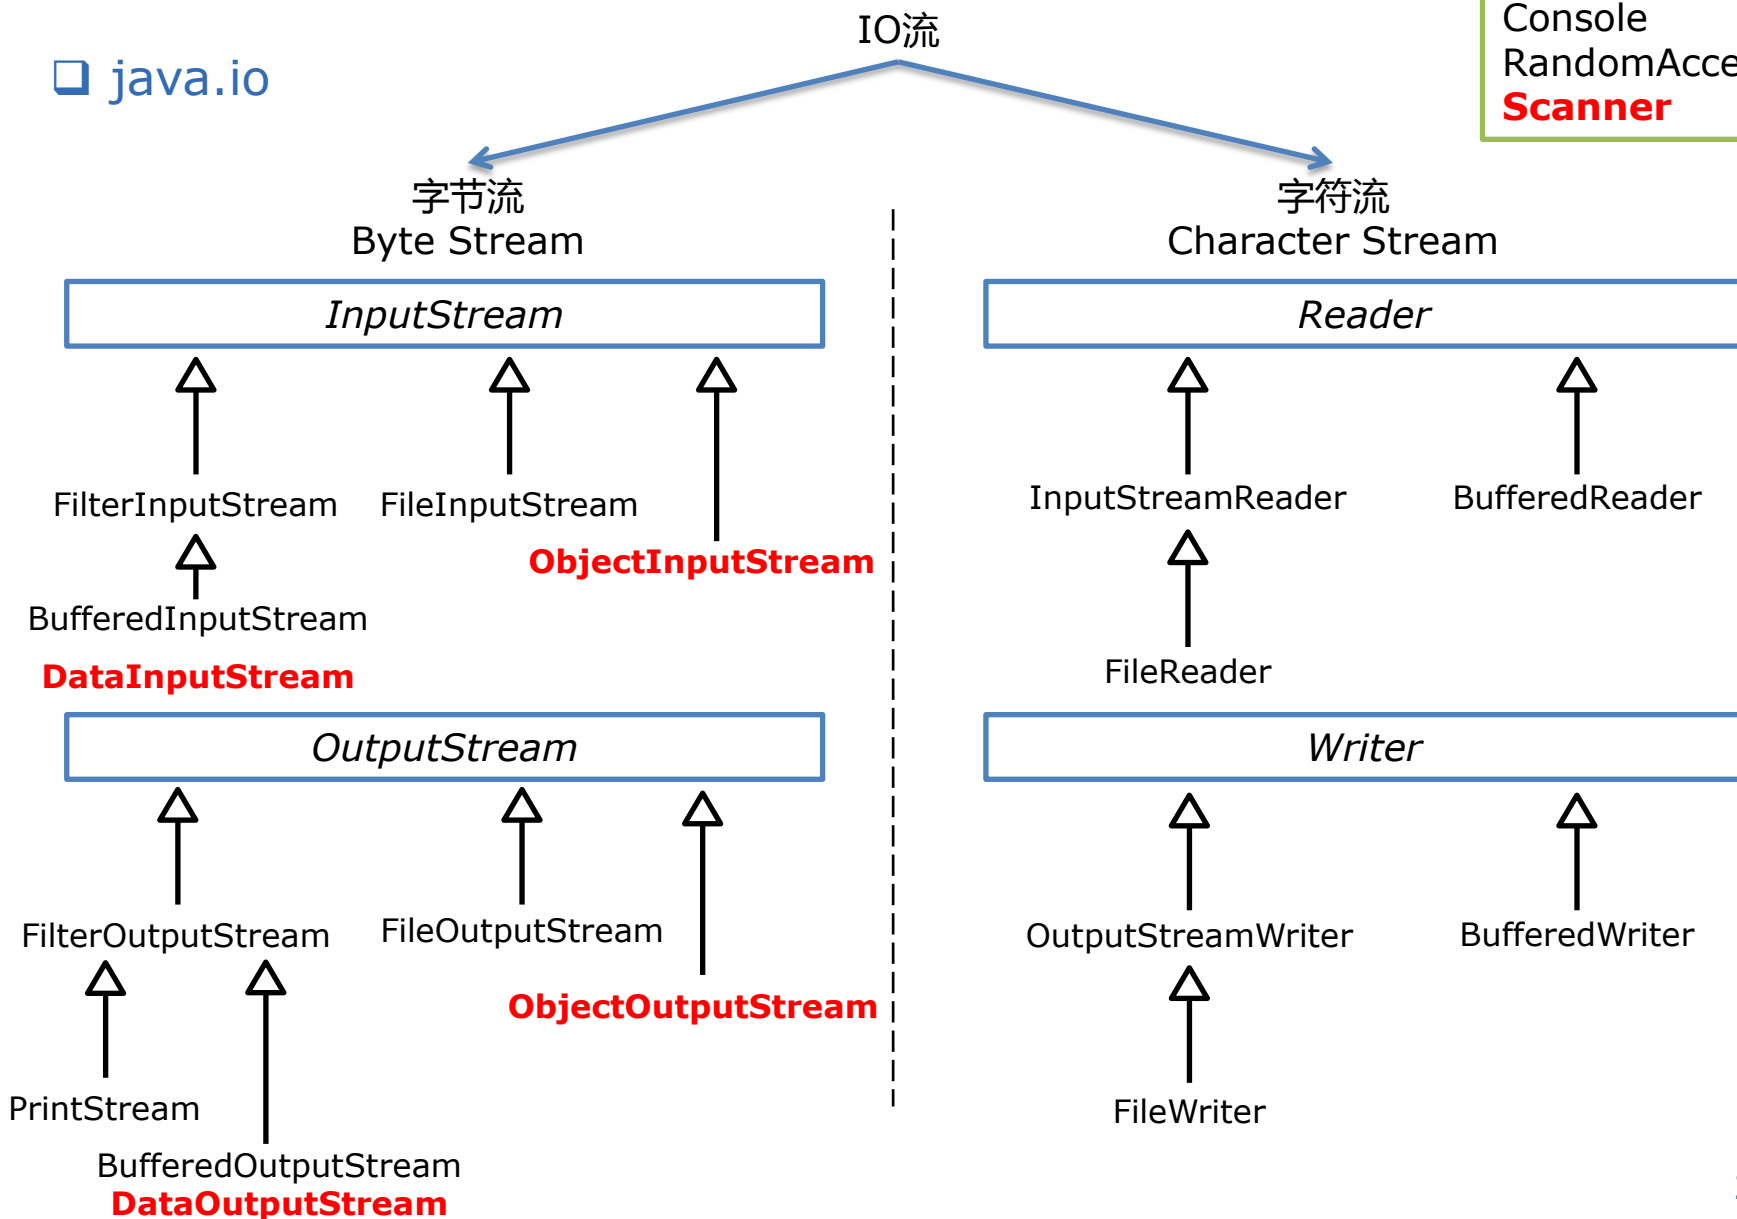 IO流
java.io
Console
Scanner
字节流
Byte Stream
字符流
Character Stream
InputStream
Reader
FilterInputStream
FileInputStream
InputStreamReader
BufferedReader
ObjectInputStream
BufferedInputStream
DataInputStream
FileReader
OutputStream
Writer
FilterOutputStream
FileOutputStream
OutputStreamWriter
BufferedWriter
ObjectOutputStream
PrintStream
FileWriter
BufferedOutputStream
DataOutputStream